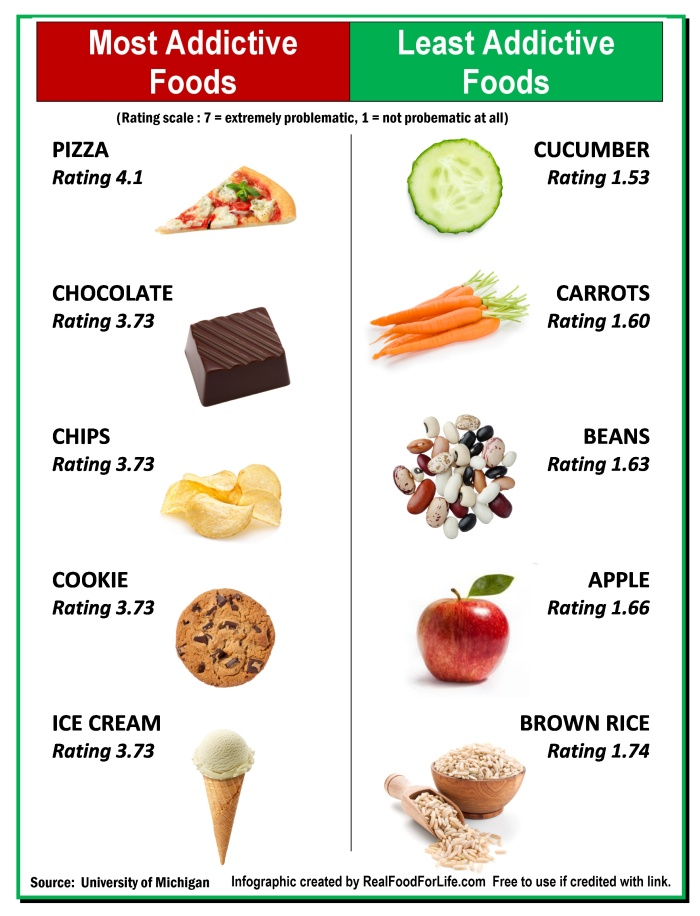 Most Addictive
Foods
Least Addictive
Foods
(Rating scale : 7 = extremely problematic, 1 = not probematic at all)
PIZZA
Rating 4.1
CUCUMBER
Rating 1.53
CHOCOLATE
Rating 3.73
CARROTS
Rating 1.60
CHIPS
Rating 3.73
BEANS
Rating 1.63
COOKIE
Rating 3.73
APPLE
Rating 1.66
ICE CREAM
Rating 3.73
BROWN RICE
Rating 1.74
Source: University of Michigan
Infographic created by RealFoodForLife.com Free to use if credited with link.